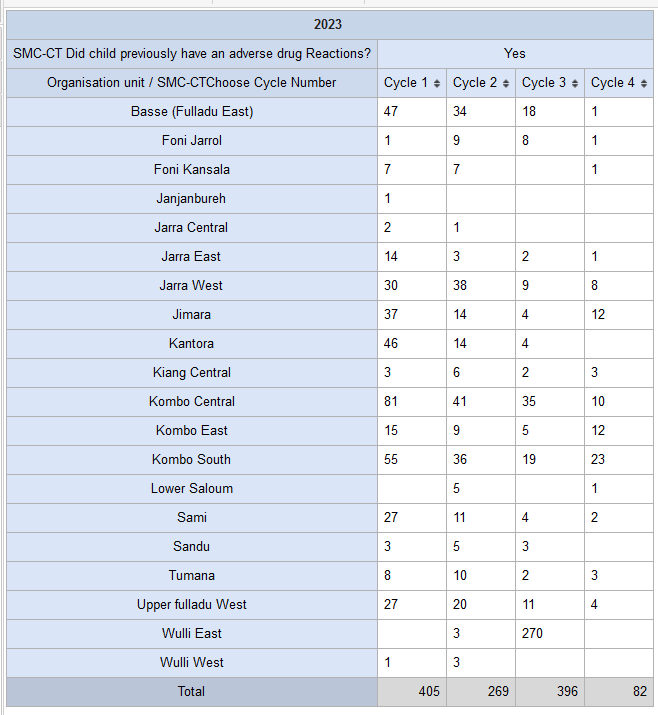 2023
SMC-CT Did child previously have an adverse drug Reactions? Yes
Organisation unit / SMC-CTChoose Cycle Number Cycle 1 Cycle 2 Cycle 3 Cycle 4
Basse (Fulladu East) 47 34 18 1
Foni Jarrol 1 9 8 1
Foni Kansala 7 7 1
Janjanbureh 1
Jarra Central 2 1
Jarra East 14 3 2 1
Jarra West 30 38 9 8
Jimara 37 14 4 12
Kantora 46 14 4
Kiang Central 3 6 2 3
Kombo Central 81 41 35 10
Kombo East 15 9 5 12
Kombo South 55 36 19 23
Lower Saloum 5 1
Sami 27 11 4 2
Sandu 3 5 3
Tumana 8 10 2 3
Upper fulladu West 27 20 11 4
Wulli East 3 270
Wulli West 1 3
Total 405 269 396 82